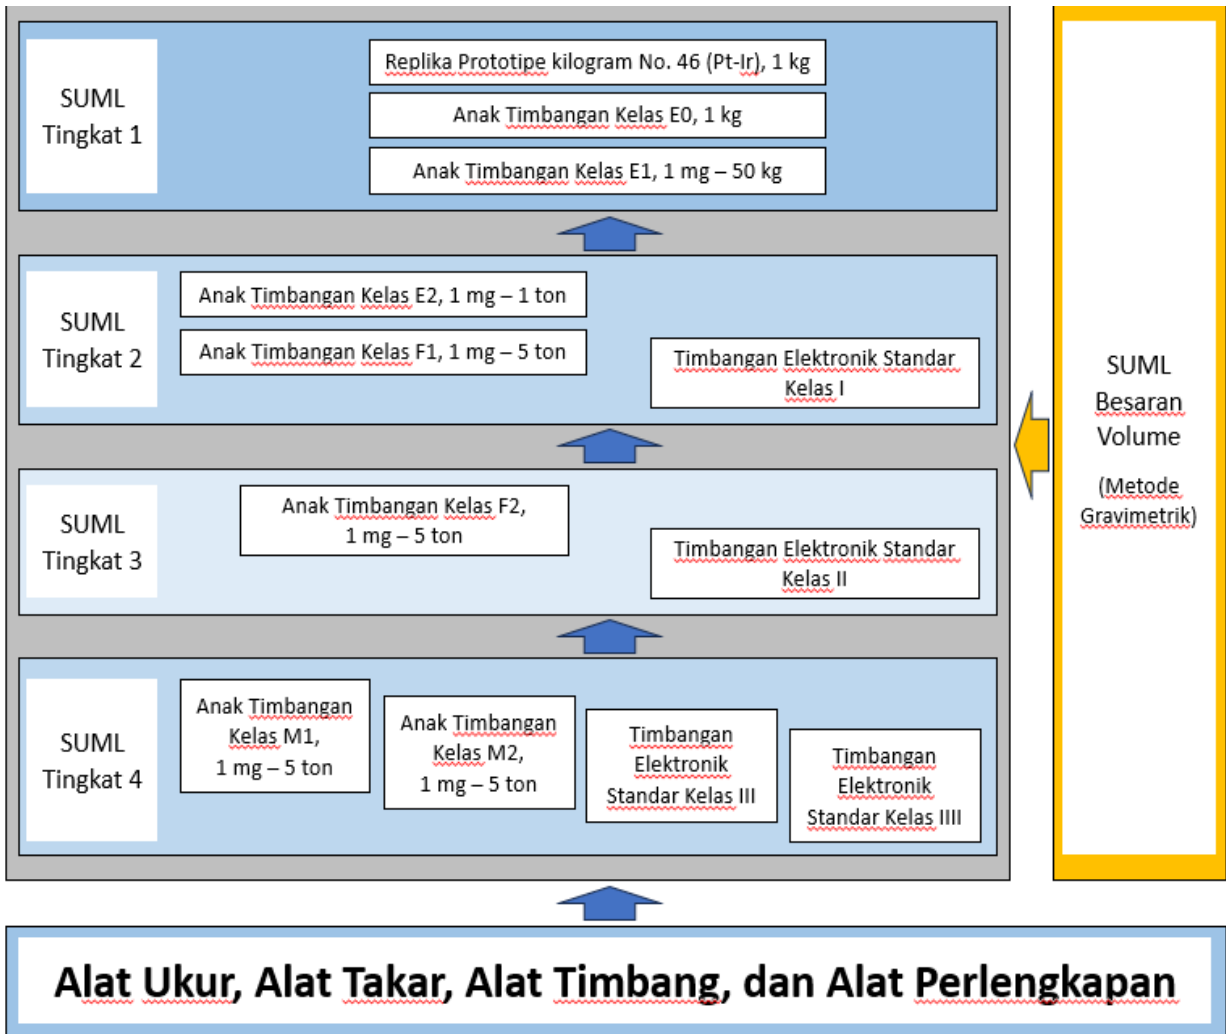 SUML
Tingkat 1
Replika Prototipe kilogram No. 46 (Pt-Ir), 1 kg
Anak Timbangan Kelas E0, 1 kg
Anak Timbangan Kelas E1, 1 mg – 50 kg
SUML
Tingkat 2
Anak Timbangan Kelas E2, 1 mg – 1 ton
Anak Timbangan Kelas F1, 1 mg – 5 ton
Timbangan Elektronik Standar
Kelas I
SUML
Tingkat 3
Anak Timbangan Kelas F2,
1 mg – 5 ton
Timbangan Elektronik Standar
Kelas II
SUML
Tingkat 4
Anak Timbangan
Kelas M1,
1 mg – 5 ton
Anak Timbangan
Kelas M2,
1 mg – 5 ton
Timbangan
Elektronik
Standar Kelas III
Timbangan
Elektronik
Standar Kelas IIII
SUML
Besaran
Volume
(Metode
Gravimetrik)
Alat Ukur, Alat Takar, Alat Timbang, dan Alat Perlengkapan